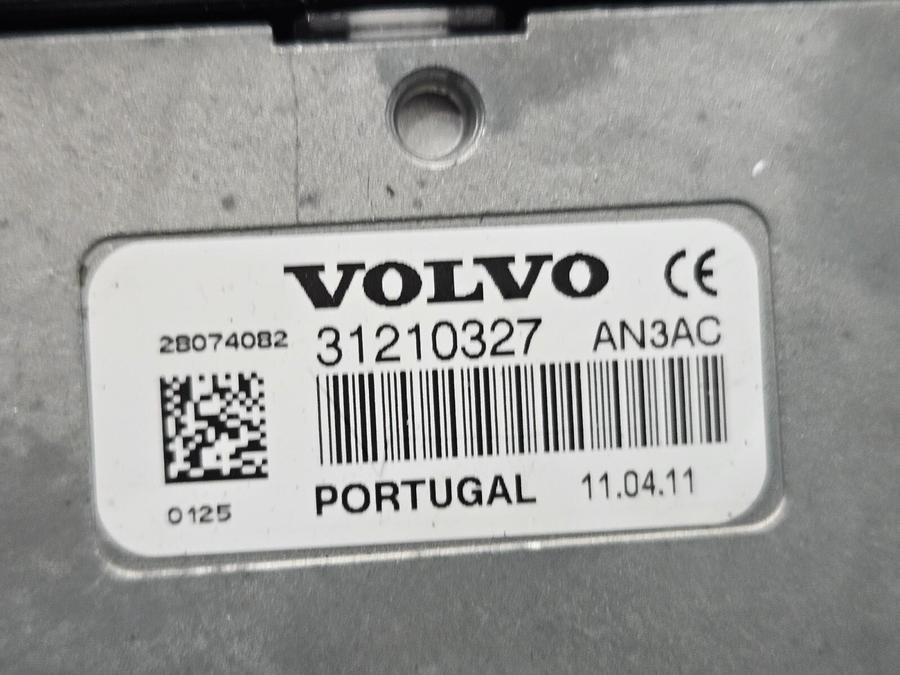 VOLVO CE
28074082 31210327 AN3AC
0125 PORTUGAL 11.04.11